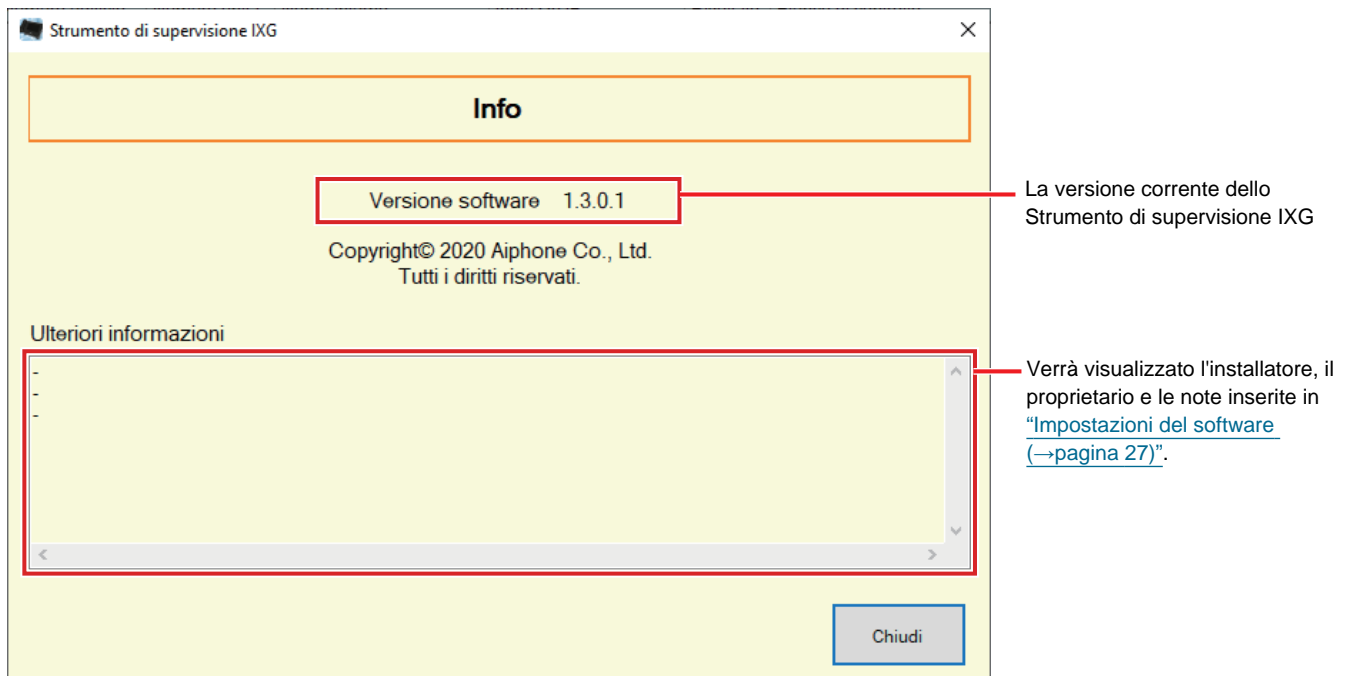 Strumento di supervisione IXG
Info
Versione software 1.3.0.1
Copyright© 2020 Aiphone Co., Ltd.
Tutti i diritti riservati.
Ulteriori informazioni
-
-
-
Chiudi
La versione corrente dello
Strumento di supervisione IXG
Verrà visualizzato l'installatore, il
proprietario e le note inserite in
“Impostazioni del software
(→pagina 27)”.